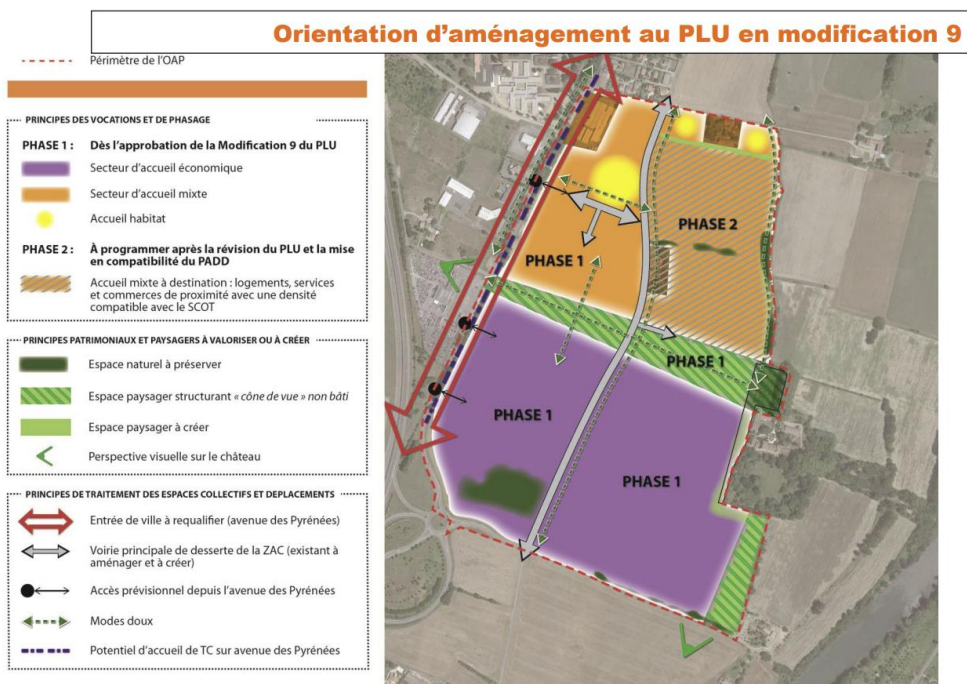 Orientation d’aménagement au PLU en modification 9
Périmètre de l’OAP
PRINCIPES DES VOCATIONS ET DE PHASAGE
PHASE 1 : Dès l’approbation de la Modification 9 du PLU
Secteur d’accueil économique
Secteur d’accueil mixte
Accueil habitat
PHASE 2 : À programmer après la révision du PLU et la mise
en compatibilité du PADD
Accueil mixte à destination : logements, services
et commerces de proximité avec une densité
compatible avec le SCOT
PRINCIPES PATRIMONIAUX ET PAYSAGERS À VALORISER OU À CRÉER
Espace naturel à préserver
Espace paysager structurant « cône de vue » non bâti
Espace paysager à créer
Perspective visuelle sur le château
PRINCIPES DE TRAITEMENT DES ESPACES COLLECTIFS ET DEPLACEMENTS
Entrée de ville à requalifier (avenue des Pyrénées)
Voirie principale de desserte de la ZAC (existant à
aménager et à créer)
Accès prévisionnel depuis l’avenue des Pyrénées
Modes doux
Potentiel d’accueil de TC sur avenue des Pyrénées
PHASE 2
PHASE 1
PHASE 1
PHASE 1
PHASE 1